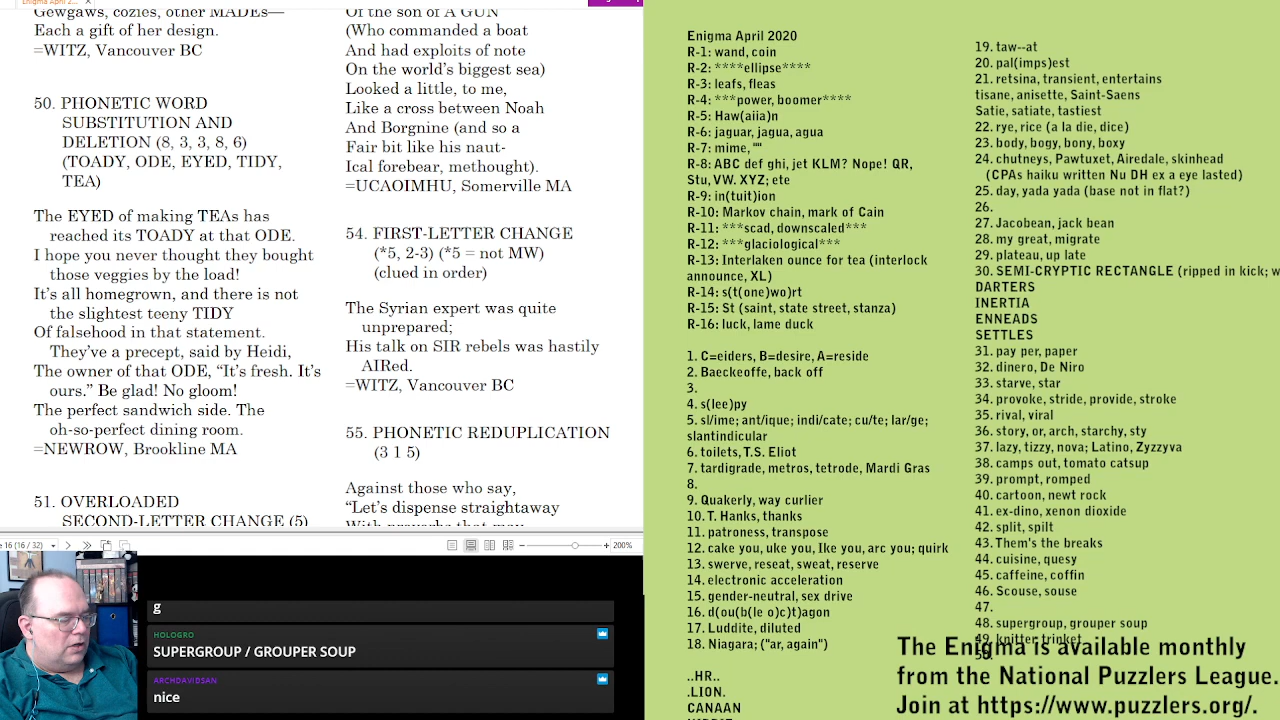 Enigma April 2...
Gewgaws, cozies, other MADEs—
Each a gift of her design.
=WITZ, Vancouver BC
50. PHONETIC WORD
SUBSTITUTION AND
DELETION (8, 3, 3, 8, 6)
(TOADY, ODE, EYED, TIDY,
TEA)
The EYED of making TEAs has
reached its TOADY at that ODE.
I hope you never thought they bought
those veggies by the load!
It's all homegrown, and there is not
the slightest teeny TIDY
Of falsehood in that statement.
They've a precept, said by Heidi,
The owner of that ODE, “It's fresh. It's
ours.” Be glad! No gloom!
The perfect sandwich side. The
oh-so-perfect dining room.
=NEWROW, Brookline MA
51. OVERLOADED
SECOND-LETTER CHANGE (5)
Of the son of A GUN
(Who commanded a boat
And had exploits of note
On the world's biggest sea)
Looked a little, to me,
Like a cross between Noah
And Borgnine (and so a
Fair bit like his naut-
Ical forebear, methought).
=UCAOIMHU, Somerville MA
54. FIRST-LETTER CHANGE
(*5, 2-3) (*5 = not MW)
(clued in order)
The Syrian expert was quite
unprepared;
His talk on SIR rebels was hastily
AIRed.
=WITZ, Vancouver BC
55. PHONETIC REDUPLICATION
(3 1 5)
Against those who say,
“Let's dispense straightaway
With proverbs that may
16 (16 / 32)
200%
g
HOLOGRO
SUPERGROUP / GROUPER SOUP
ARCHDAVIDSAN
nice
Enigma April 2020
R-1: wand, coin
R-2: ****ellipse****
R-3: leafs, fleas
R-4: ***power, boomer****
R-5: Haw(aiia)n
R-6: jaguar, jagua, agua
R-7: mime, ""
R-8: ABC def ghi, jet KLM? Nope! QR,
Stu, VW. XYZ; ete
R-9: in(tuit)ion
R-10: Markov chain, mark of Cain
R-11: ***scad, downscaled***
R-12: ***glaciological***
R-13: Interlaken ounce for tea (interlock
announce, XL)
R-14: s(t(one)wo)rt
R-15: St (saint, state street, stanza)
R-16: luck, lame duck
1. C=eiders, B=desire, A=reside
2. Baeckeoffe, back off
3.
4. s(lee)py
5. sl/ime; ant/ique; indi/cate; cu/te; lar/ge;
slantindicular
6. toilets, T.S. Eliot
7. tardigrade, metros, tetrode, Mardi Gras
8.
9. Quakerly, way curlier
10. T. Hanks, thanks
11. patroness, transpose
12. cake you, uke you, Ike you, arc you; quirk
13. swerve, reseat, sweat, reserve
14. electronic acceleration
15. gender-neutral, sex drive
16. d(ou(b(le o)c)t)agon
17. Luddite, diluted
18. Niagara; ("ar, again")
..HR..
.LION.
CANAAN
19. taw--at
20. pal(imps)est
21. retsina, transient, entertains
tisane, anisette, Saint-Saens
Satie, satiate, tastiest
22. rye, rice (a la die, dice)
23. body, bogy, bony, boxy
24. chutneys, Pawtuxet, Airedale, skinhead
(CPAs haiku written Nu DH ex a eye lasted)
25. day, yada yada (base not in flat?)
26.
27. Jacobean, jack bean
28. my great, migrate
29. plateau, up late
30. SEMI-CRYPTIC RECTANGLE (ripped in kick; w
DARTERS
INERTIA
ENNEADS
SETTLES
31. pay per, paper
32. dinero, De Niro
33. starve, star
34. provoke, stride, provide, stroke
35. rival, viral
36. story, or, arch, starchy, sty
37. lazy, tizzy, nova; Latino, Zyzzyva
38. camps out, tomato catsup
39. prompt, romped
40. cartoon, newt rock
41. ex-dino, xenon dioxide
42. split, spilt
43. Them's the breaks
44. cuisine, quesy
45. caffeine, coffin
46. Scouse, souse
47.
48. supergroup, grouper soup
49. knitter, trinket
50.
The Enigma is available monthly
from the National Puzzlers League.
Join at https://www.puzzlers.org/.